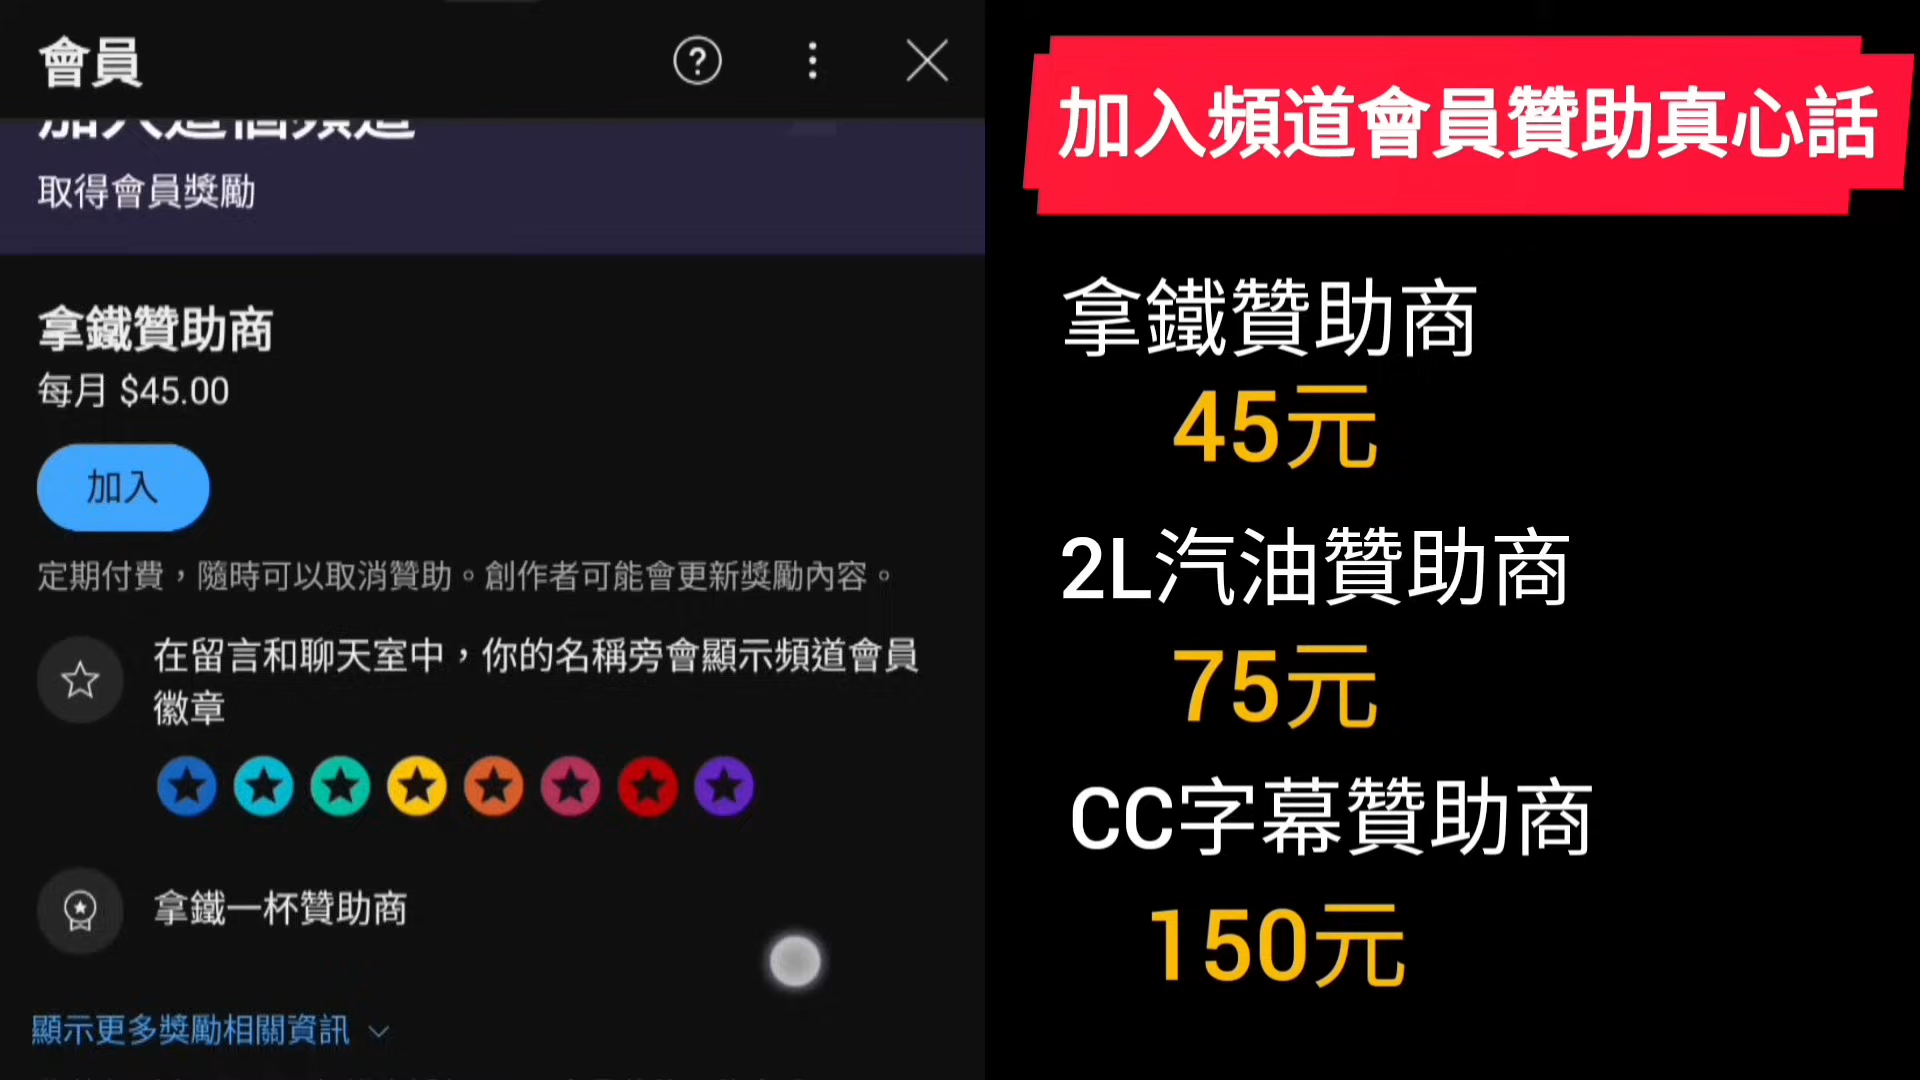 會員
加入這個頻道
取得會員獎勵
拿鐵贊助商
每月 $45.00
加入
定期付費，隨時可以取消贊助。創作者可能會更新獎勵內容。
在留言和聊天室中，你的名稱旁會顯示頻道會員
徽章
拿鐵一杯贊助商
顯示更多獎勵相關資訊
加入頻道會員贊助真心話
拿鐵贊助商
45元
2L汽油贊助商
75元
CC字幕贊助商
150元